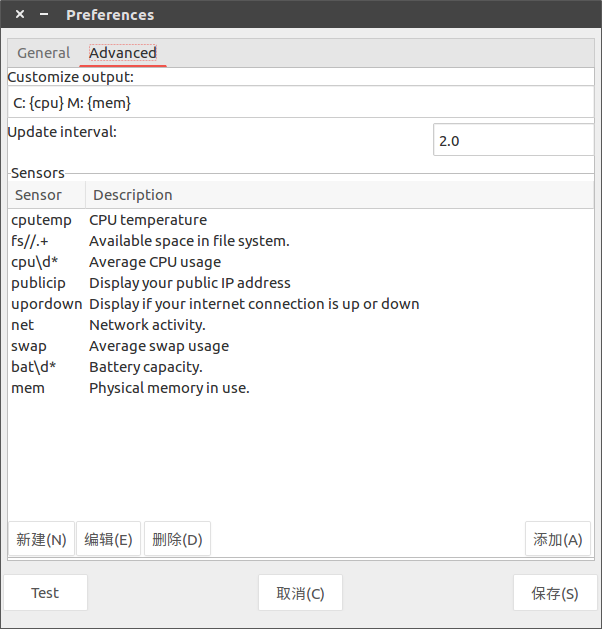 Preferences
General Advanced
Customize output:
C: {cpu} M: {mem}
Update interval:
2.0
Sensors
Sensor Description
cputemp CPU temperature
fs//.+ Available space in file system.
cpu\d* Average CPU usage
publicip Display your public IP address
upordown Display if your internet connection is up or down
net Network activity.
swap Average swap usage
bat\d* Battery capacity.
mem Physical memory in use.
新建(N) 编辑(E) 删除(D) 添加(A)
Test 取消(C) 保存(S)